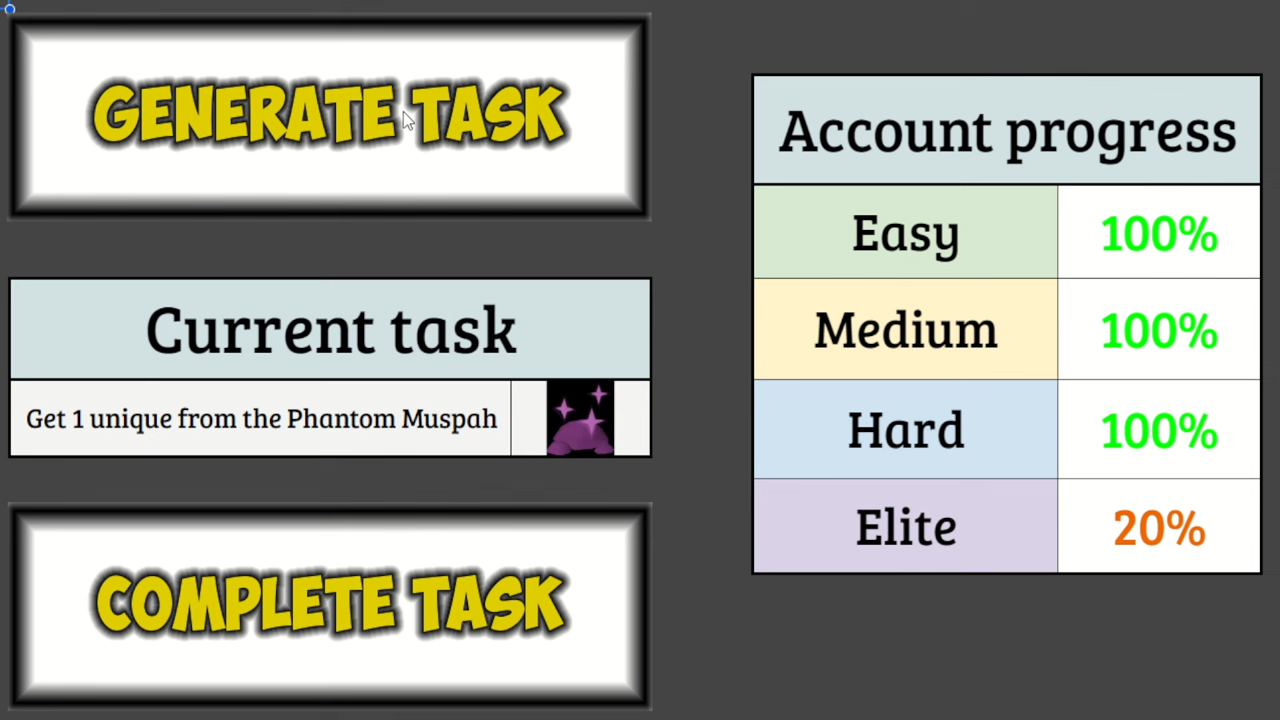 GENERATE TASK
Current task
Get 1 unique from the Phantom Muspah
COMPLETE TASK
Account progress
Easy 100%
Medium 100%
Hard 100%
Elite 20%